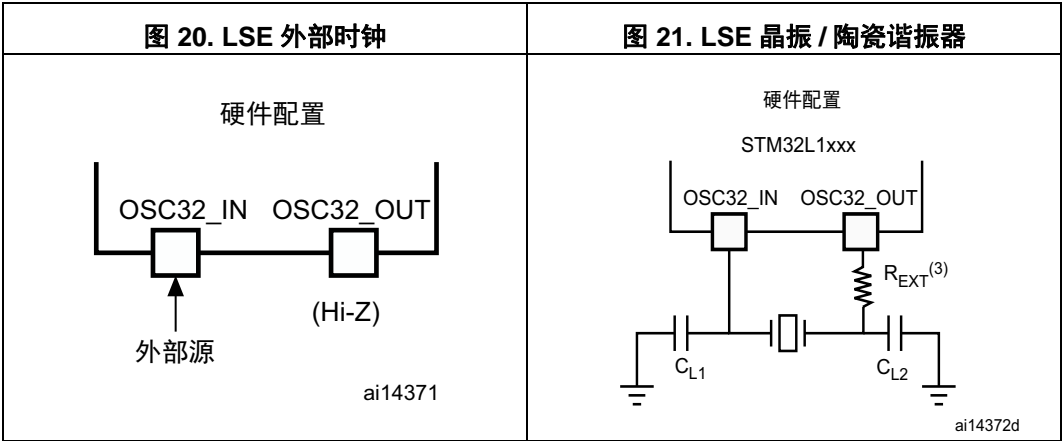 图 20. LSE 外部时钟
硬件配置
OSC32_IN OSC32_OUT
(Hi-Z)
外部源
ai14371
图 21. LSE 晶振 / 陶瓷谐振器
硬件配置
STM32L1xxx
OSC32_IN OSC32_OUT
REXT(3)
CL1
CL2
ai14372d